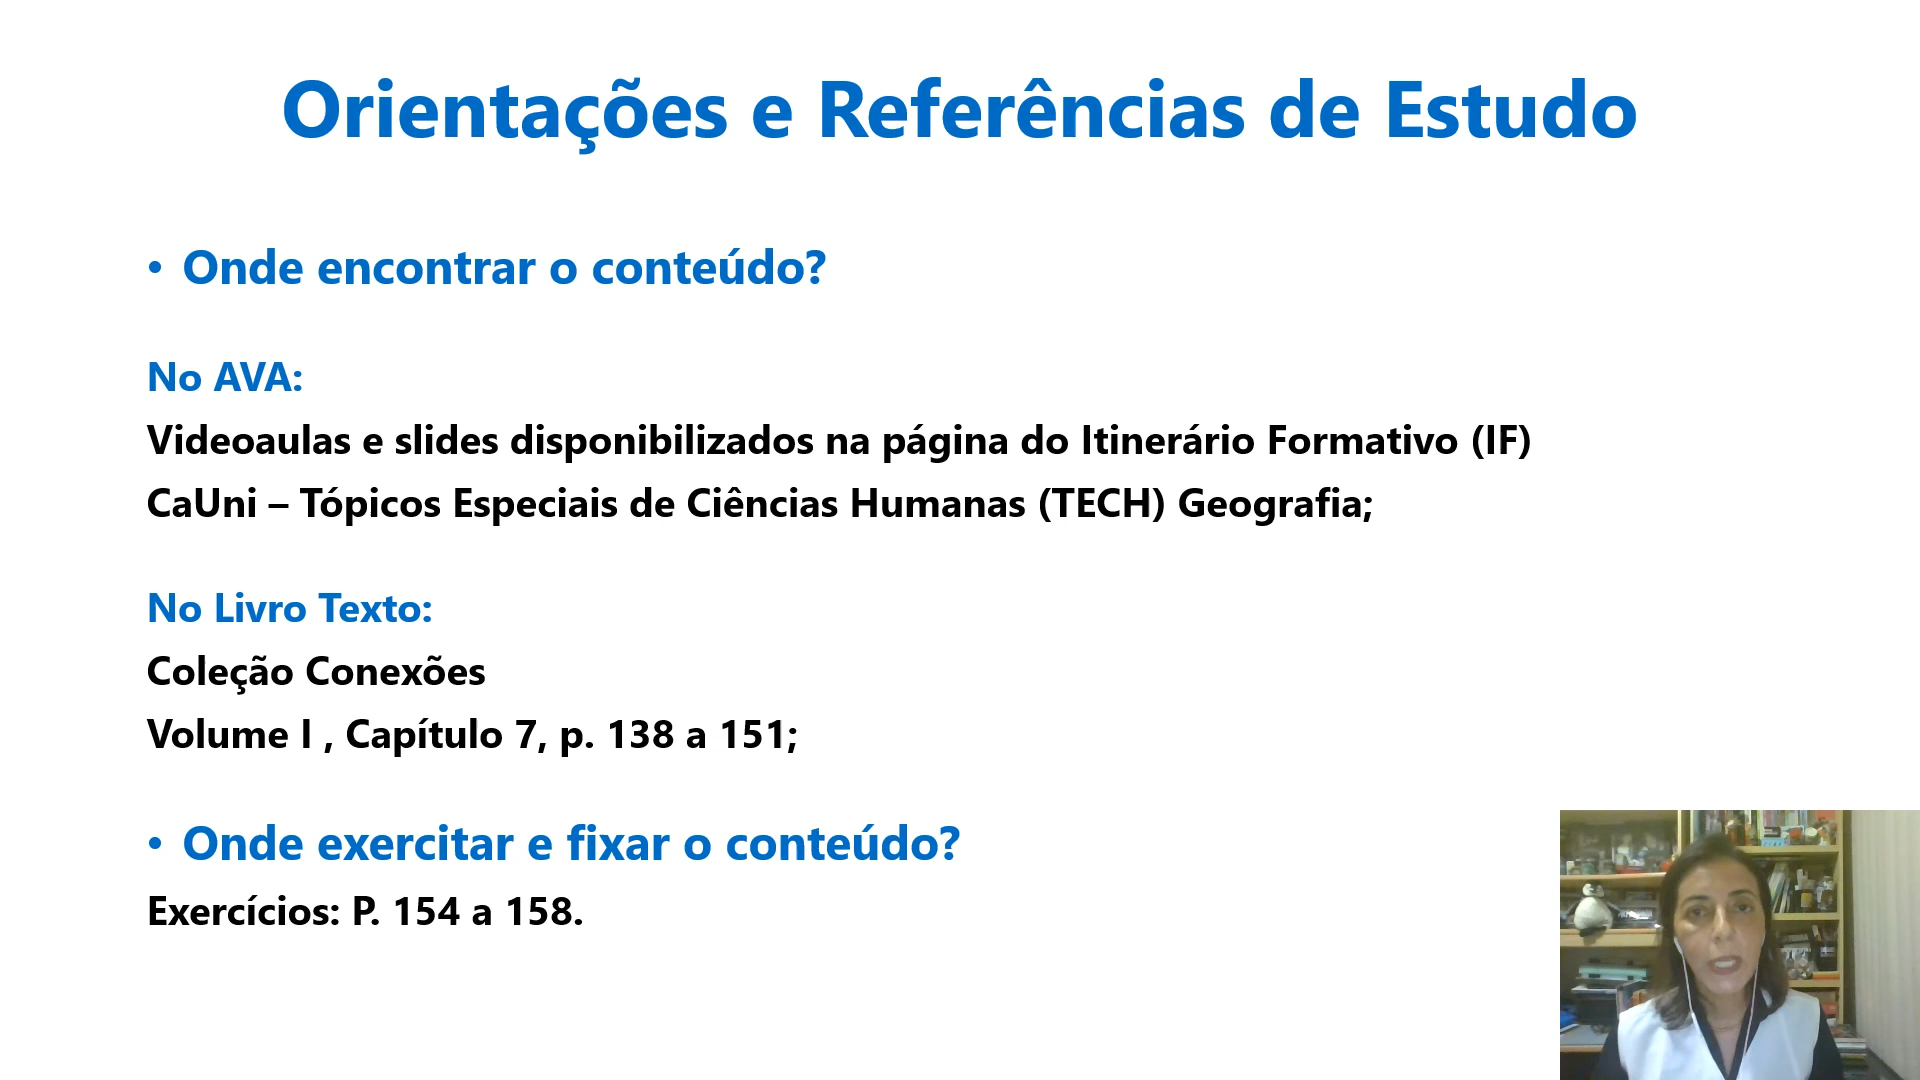 Orientações e Referências de Estudo
• Onde encontrar o conteúdo?
No AVA:
Videoaulas e slides disponibilizados na página do Itinerário Formativo (IF)
CaUni – Tópicos Especiais de Ciências Humanas (TECH) Geografia;
No Livro Texto:
Coleção Conexões
Volume I , Capítulo 7, p. 138 a 151;
• Onde exercitar e fixar o conteúdo?
Exercícios: P. 154 a 158.